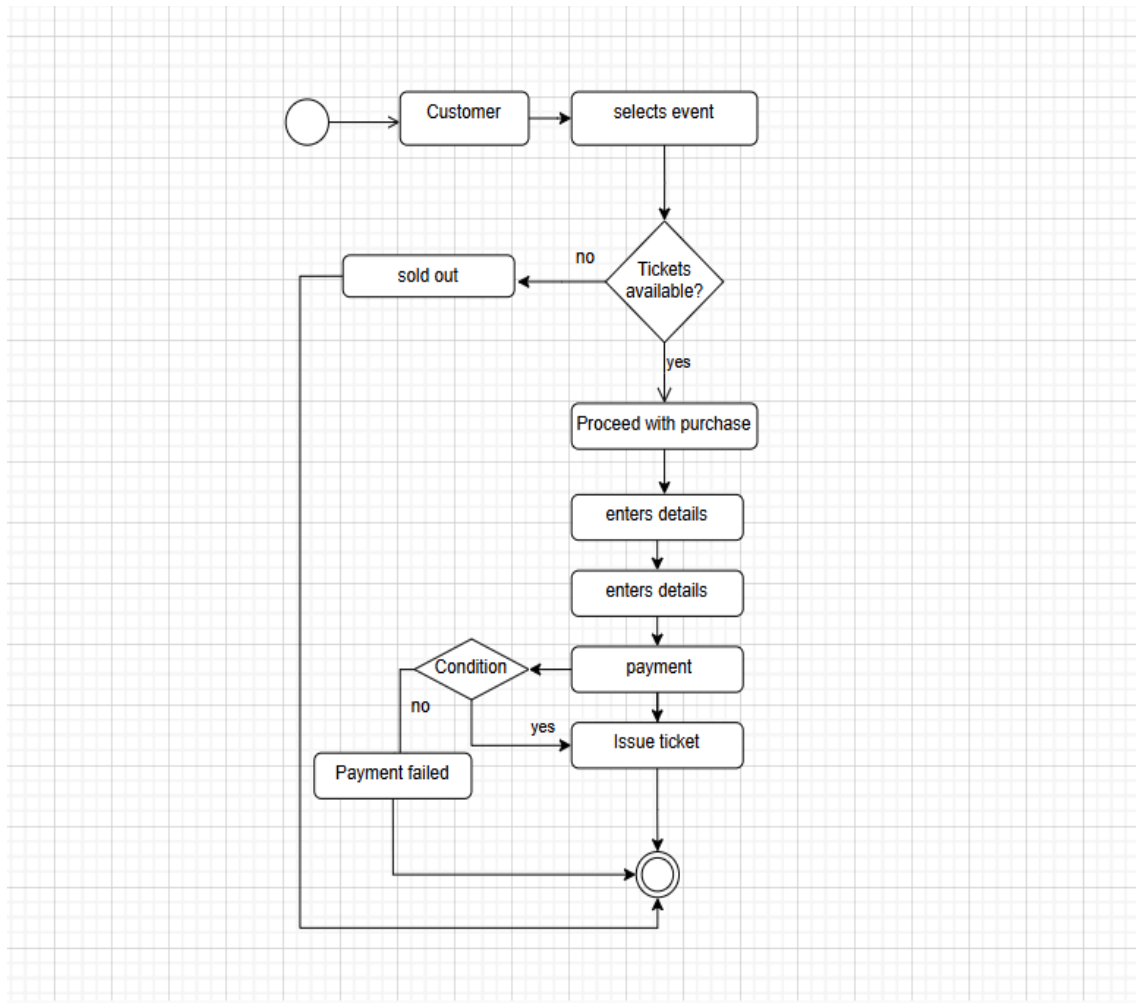 Customer
selects event
no
Tickets
available?
sold out
yes
Proceed with purchase
enters details
enters details
Condition
payment
no
yes
Issue ticket
Payment failed